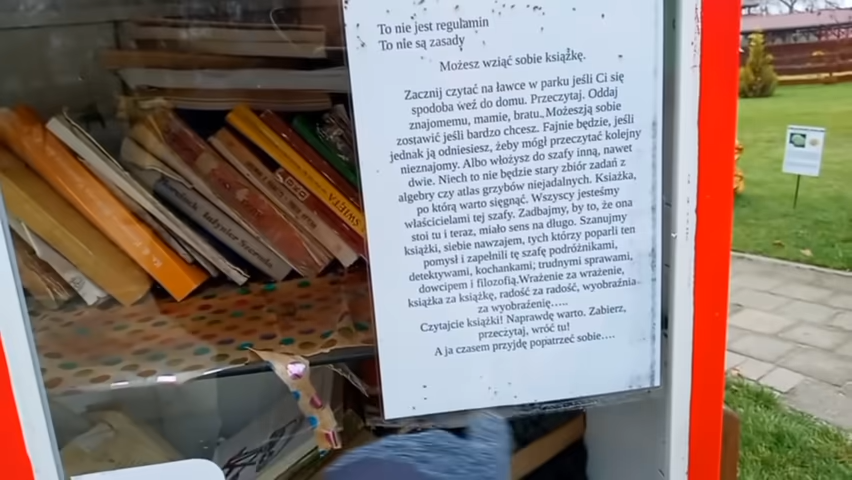 To nie jest regulamin
To nie są zasady
Możesz wziąć sobie książkę.
Zacznij czytać na ławce w parku jeśli Ci się
spodoba weź do domu. Przeczytaj. Oddaj
znajomemu, mamie, bratu. Możeszją sobie
zostawić jeśli bardzo chcesz. Fajnie będzie, jeśli
jednak ją odniesiesz, żeby mógł przeczytać kolejny
nieznajomy. Albo włożysz do szafy inną, nawet
dwie. Niech to nie będzie stary zbiór zadań z
algebry czy atlas grzybów niejadalnych. Książka,
po którą warto sięgnąć. Wszyscy jesteśmy
właścicielami tej szafy. Zadbajmy, by to, że ona
stoi tu i teraz, miało sens na długo. Szanujmy
książki, siebie nawzajem, tych którzy poparli ten
pomysł i zapełnili tę szafę podróżnikami,
detektywami, kochankami; trudnymi sprawami,
dowcipem i filozofią.Wrażenie za wrażenie,
książka za książkę, radość za radość, wyobraźnia
za wyobraźnię.....
Czytajcie książki! Naprawdę warto. Zabierz,
przeczytaj, wróć tu!
A ja czasem przyjdę popatrzeć sobie....
ŚWIĘTA
Inżynier Seruda